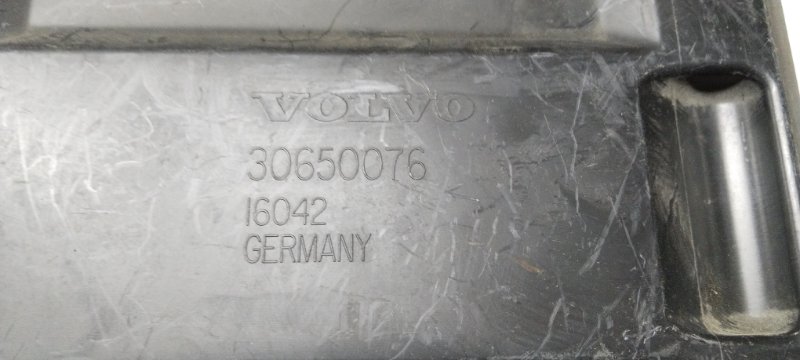 VOLVO
30650076
16042
GERMANY